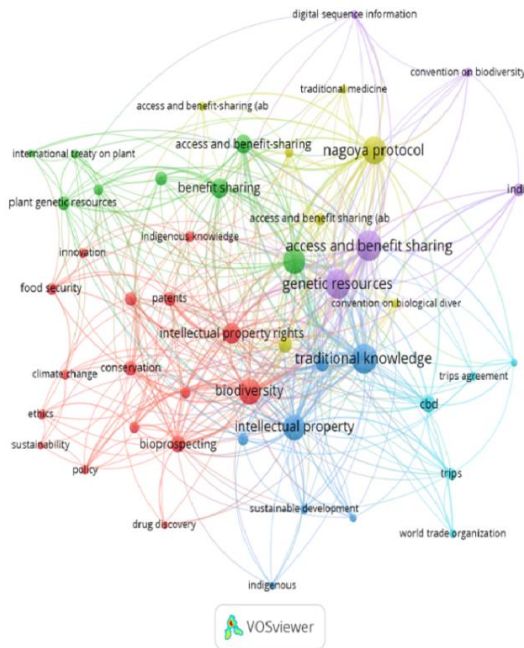 digital sequence information
convention on biodiversity
traditional medicine
access and benefit-sharing (ab
access and benefit-sharing
nagoya protocol
international treaty on plant
benefit sharing
indi
plant genetic resources
access and benefit sharing (ab
indigenous knowledge
access and benefit sharing
innovation
genetic resources
food security
patents
convention on biological diver
intellectual property rights
traditional knowledge
conservation
climate change
trips agreement
biodiversity
cbd
ethics
intellectual property
sustainability
bioprospecting
policy
trips
sustainable development
drug discovery
world trade organization
indigenous
VOSviewer